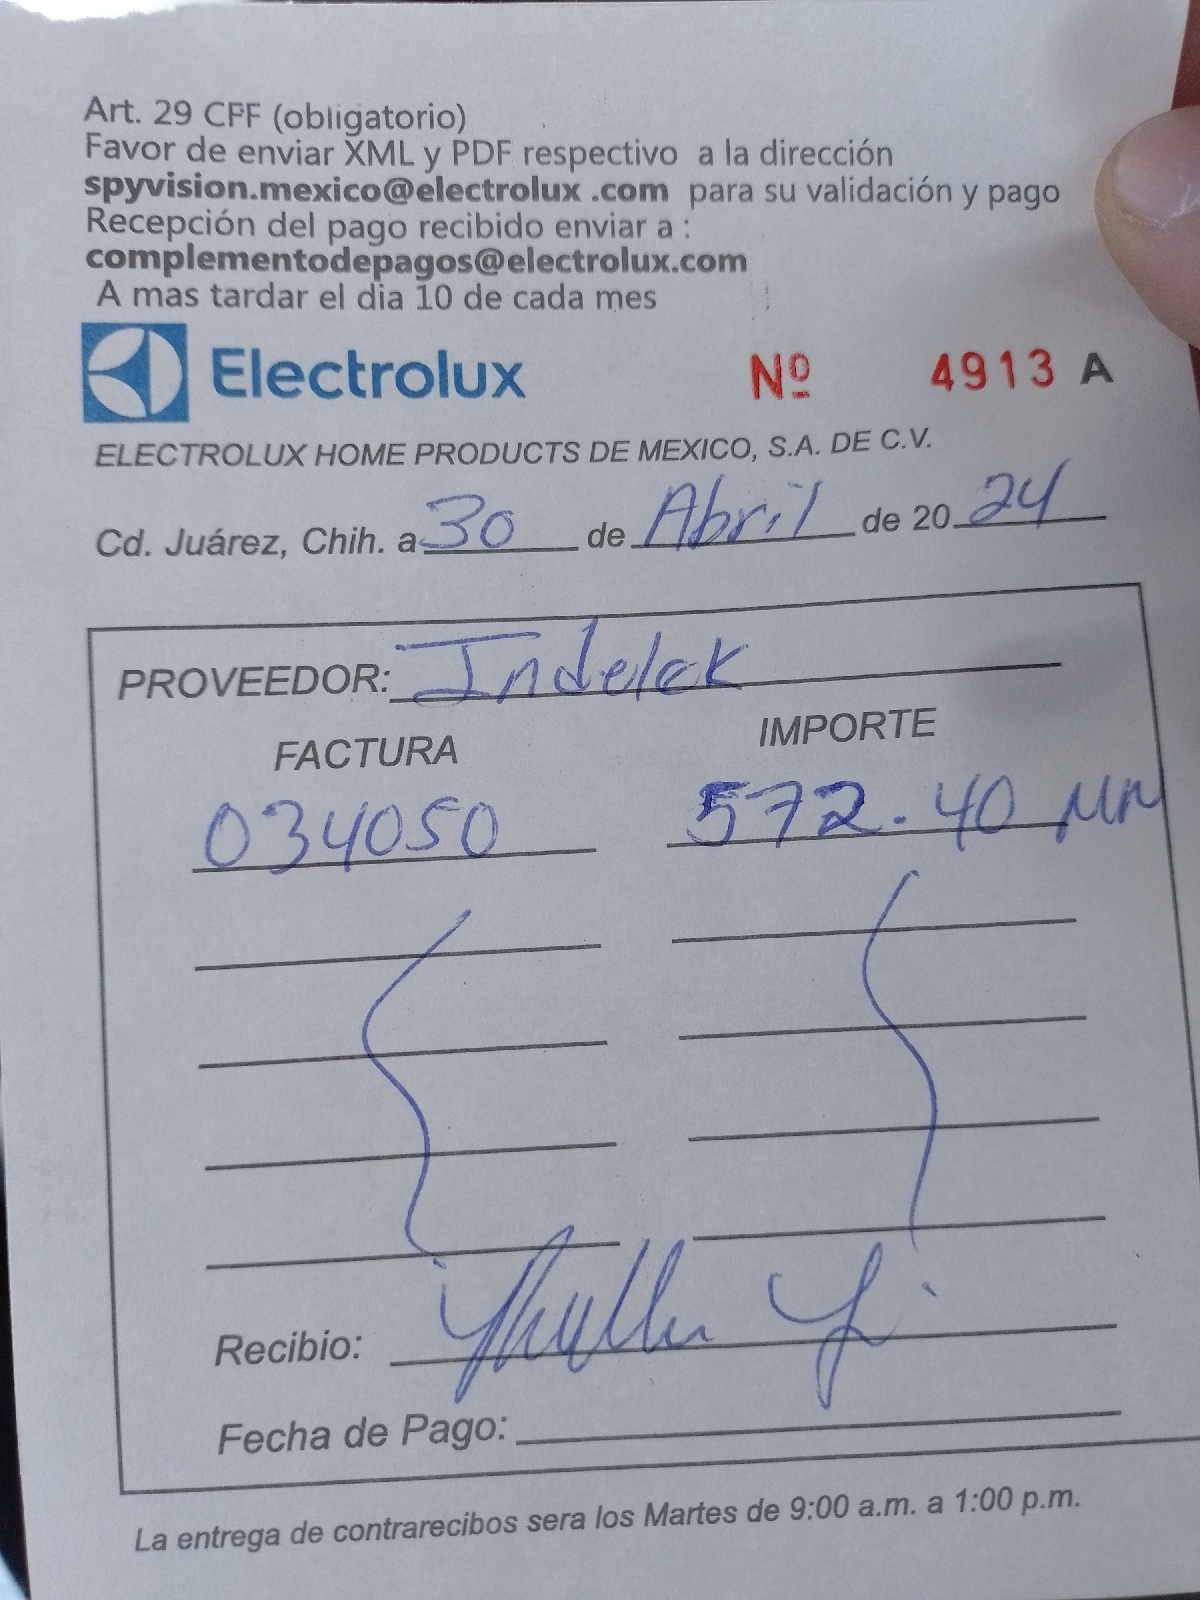 Art. 29 CFF (obligatorio)
Favor de enviar XML y PDF respectivo a la dirección
spyvision.mexico@electrolux .com para su validación y pago
Recepción del pago recibido enviar a :
complementodepagos@electrolux.com
A mas tardar el dia 10 de cada mes
Electrolux Nº 4913 A
ELECTROLUX HOME PRODUCTS DE MEXICO, S.A. DE C.V.
Cd. Juárez, Chih. a 30 de Abril de 20 24
PROVEEDOR: Indelek
FACTURA IMPORTE
034050 572.40 MN
Recibio:
Fecha de Pago:
La entrega de contrarecibos sera los Martes de 9:00 a.m. a 1:00 p.m.